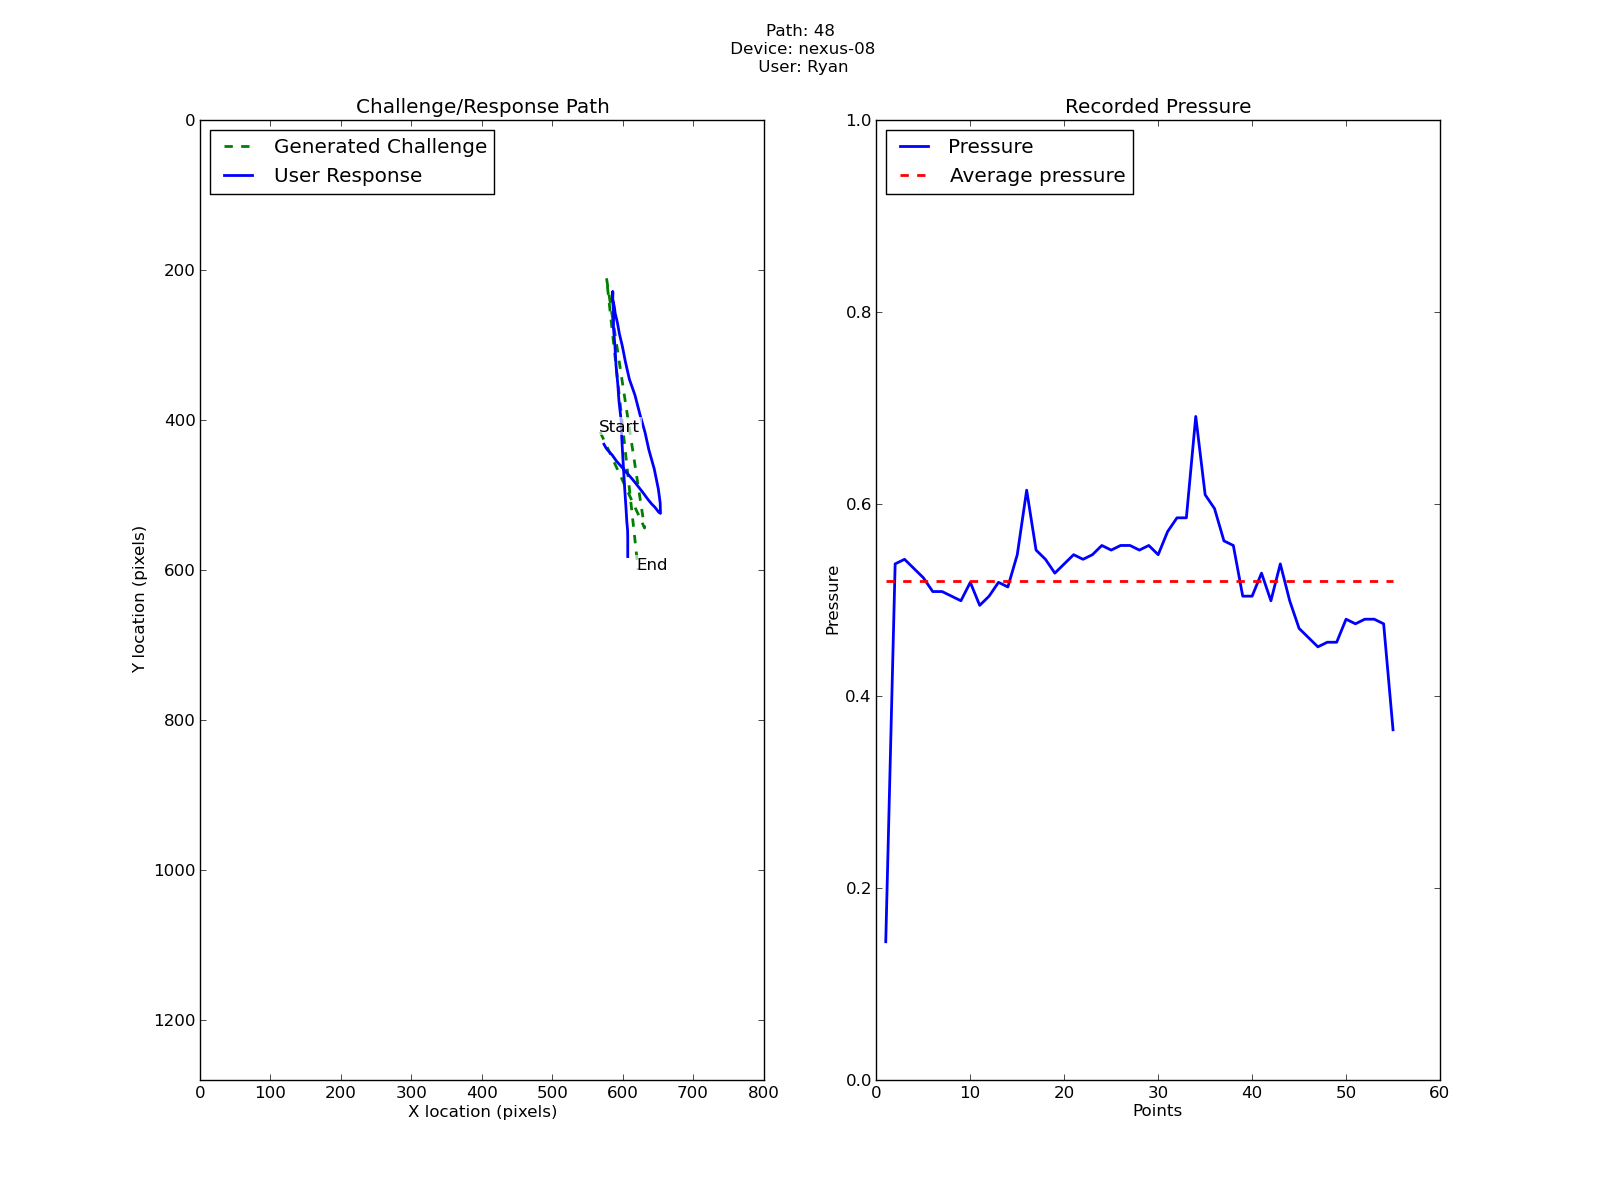 Path: 48
Device: nexus-08
User: Ryan
Challenge/Response Path
Generated Challenge
User Response
0
200
400
600
800
1000
1200
Y location (pixels)
Start
End
0 100 200 300 400 500 600 700 800
X location (pixels)
Recorded Pressure
Pressure
Average pressure
1.0
0.8
0.6
0.4
0.2
0.0
Pressure
0 10 20 30 40 50 60
Points